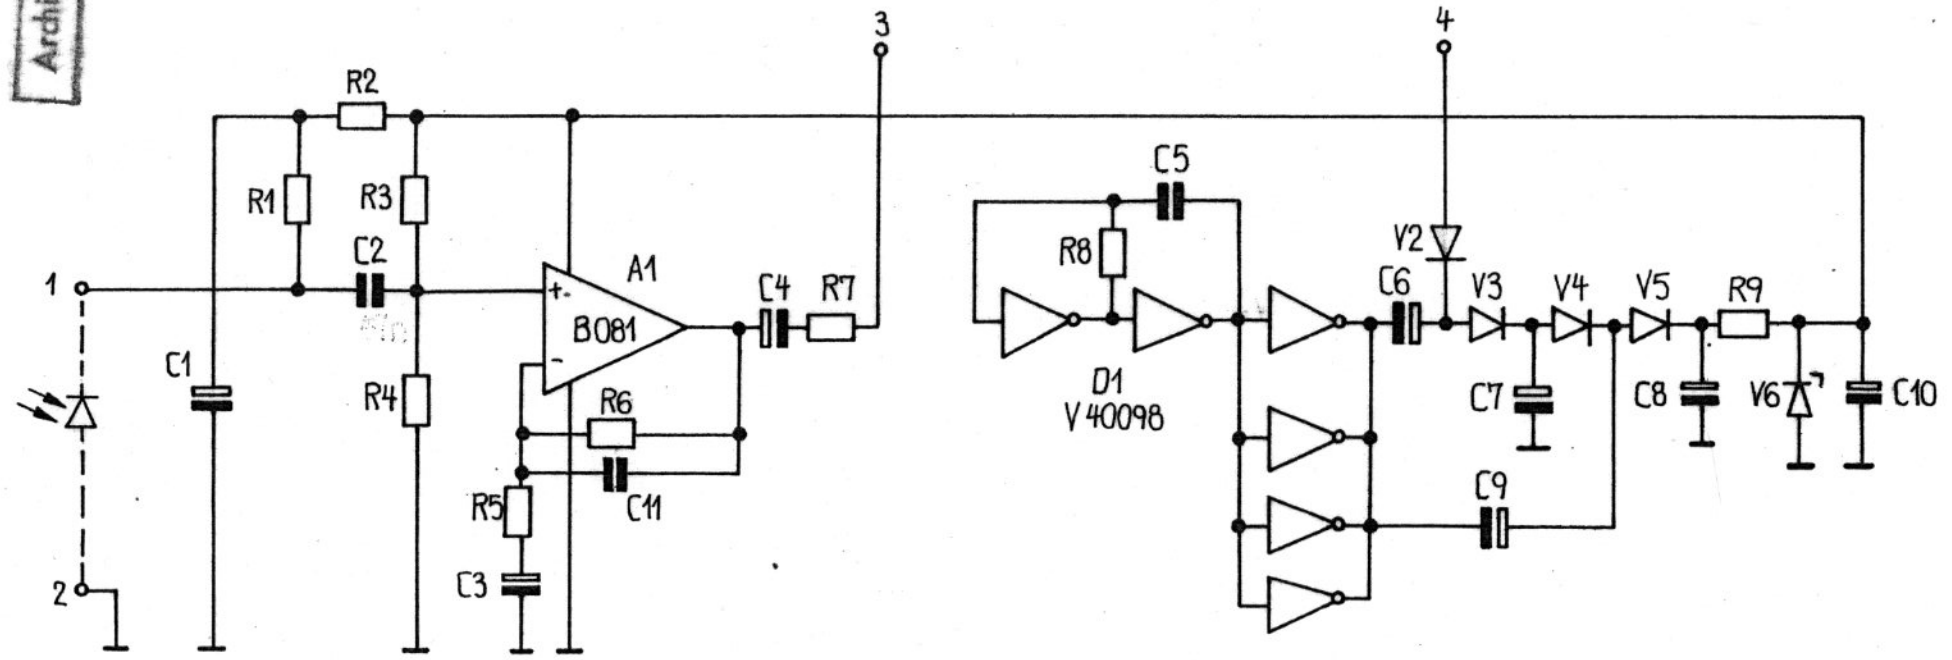 Archi
3
4
R2
C5
R1
R3
R8
V2
C2
A1
1
+
B081
-
C4
R7
C6
V3
V4
V5
R9
C1
R4
R6
D1
V40098
C7
C8
V6
C10
R5
C11
C9
C3
2